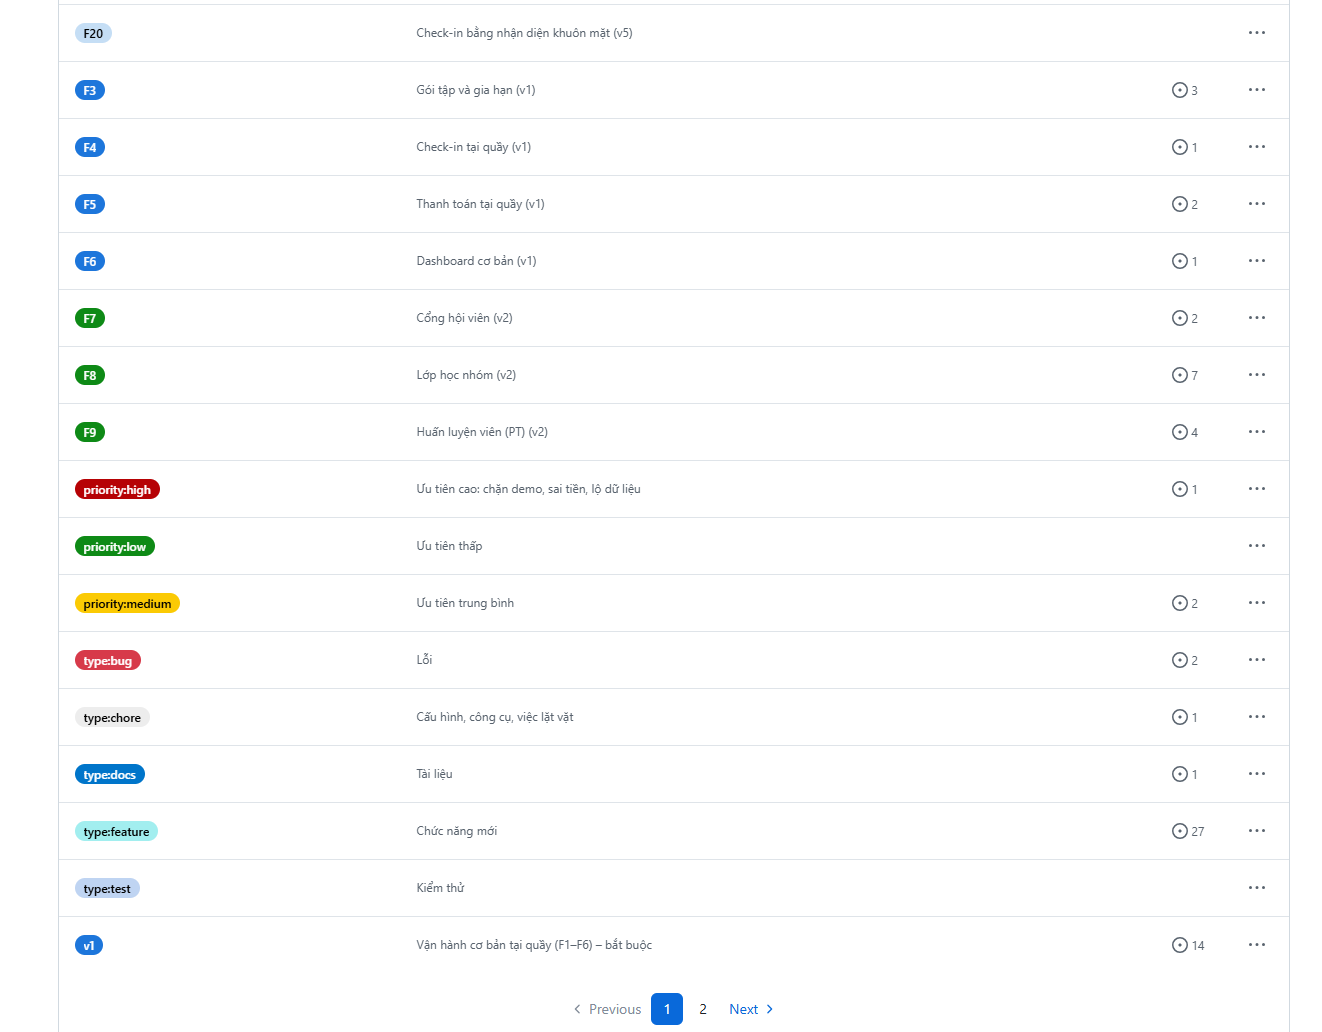 F20 Check-in bằng nhận diện khuôn mặt (v5)
F3 Gói tập và gia hạn (v1) 3
F4 Check-in tại quầy (v1) 1
F5 Thanh toán tại quầy (v1) 2
F6 Dashboard cơ bản (v1) 1
F7 Cổng hội viên (v2) 2
F8 Lớp học nhóm (v2) 7
F9 Huấn luyện viên (PT) (v2) 4
priority:high Ưu tiên cao: chặn demo, sai tiền, lộ dữ liệu 1
priority:low Ưu tiên thấp
priority:medium Ưu tiên trung bình 2
type:bug Lỗi 2
type:chore Cấu hình, công cụ, việc lặt vặt 1
type:docs Tài liệu 1
type:feature Chức năng mới 27
type:test Kiểm thử
v1 Vận hành cơ bản tại quầy (F1–F6) – bắt buộc 14
Previous 1 2 Next